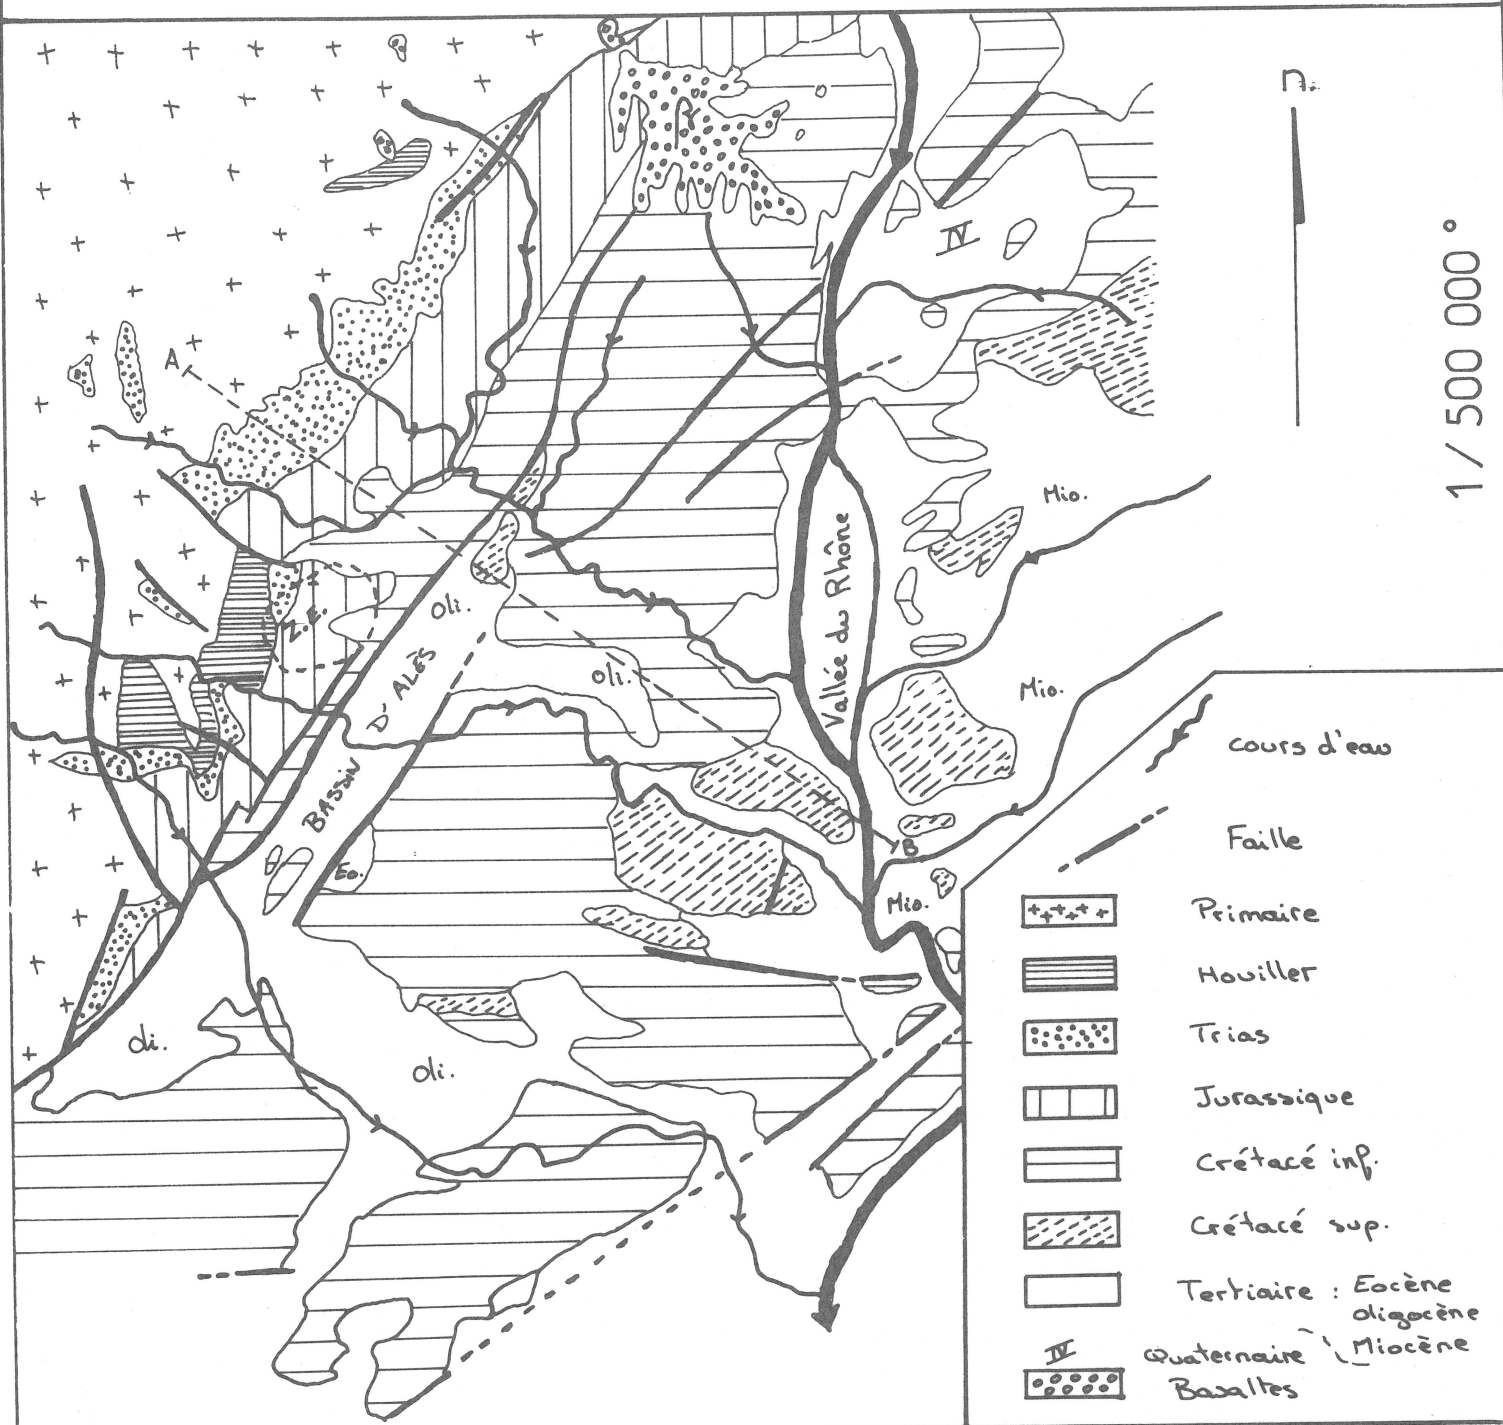 n.
1 / 500 000 °
IV
A
Mio.
Vallée du Rhône
Oli.
Z.E.
Oli.
Mio.
BASSIN D'ALÈS
B
Eo.
Mio.
Oli.
Oli.
cours d'eau
Faille
Primaire
Houiller
Trias
Jurassique
Crétacé inf.
Crétacé sup.
Tertiaire : Eocène
oligocène
Miocène
IV Quaternaire
Basaltes